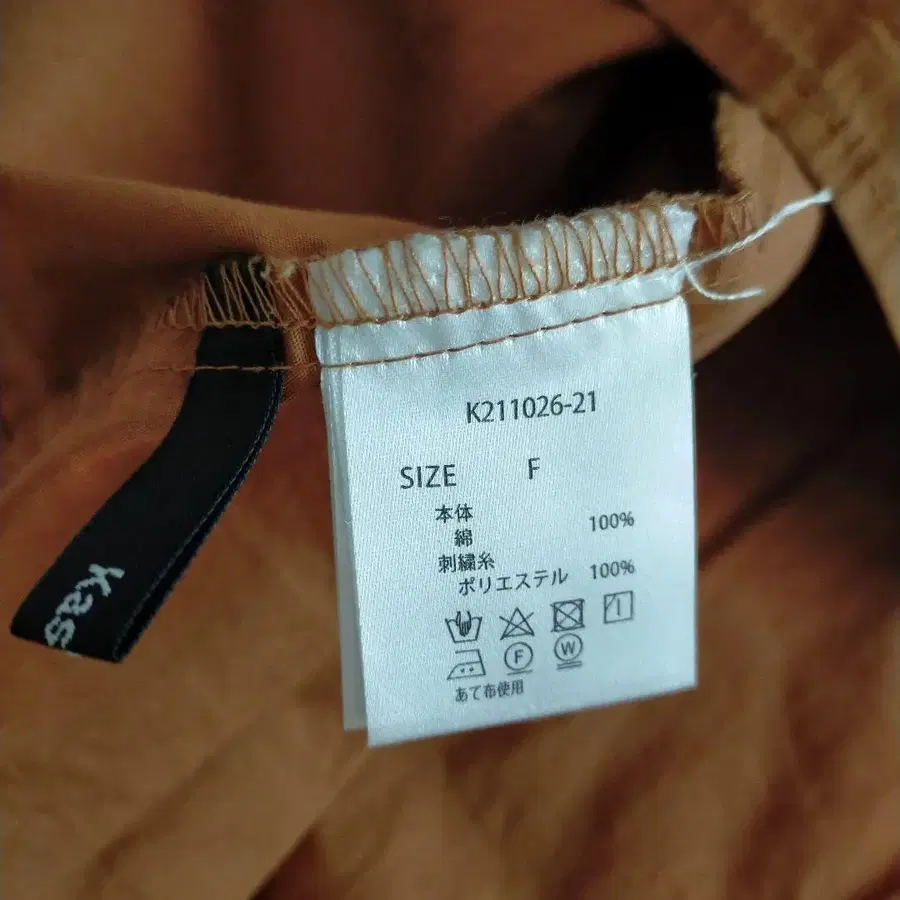 K211026-21
SIZE F
本体
綿 100%
刺繍糸
ポリエステル 100%
F
W
あて布使用
Kas